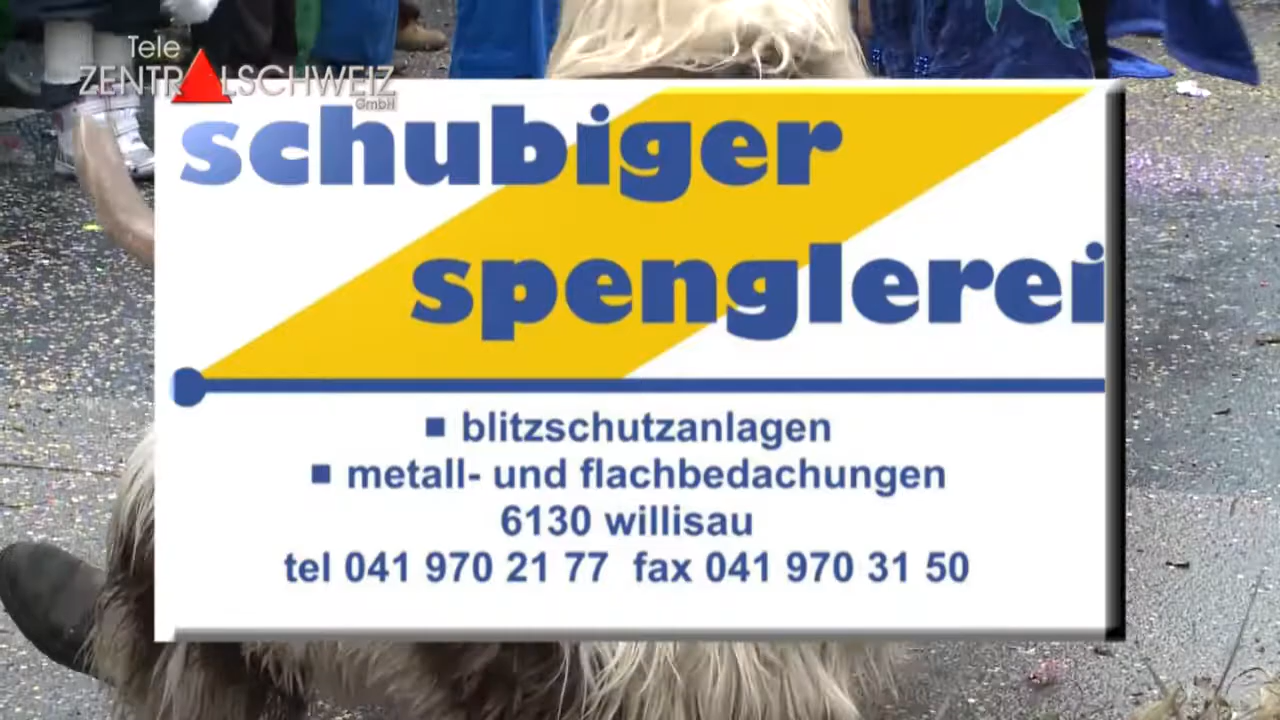 Tele
ZENTRALSCHWEIZ
GmbH
schubiger
spenglerei
▪ blitzschutzanlagen
▪ metall- und flachbedachungen
6130 willisau
tel 041 970 21 77 fax 041 970 31 50